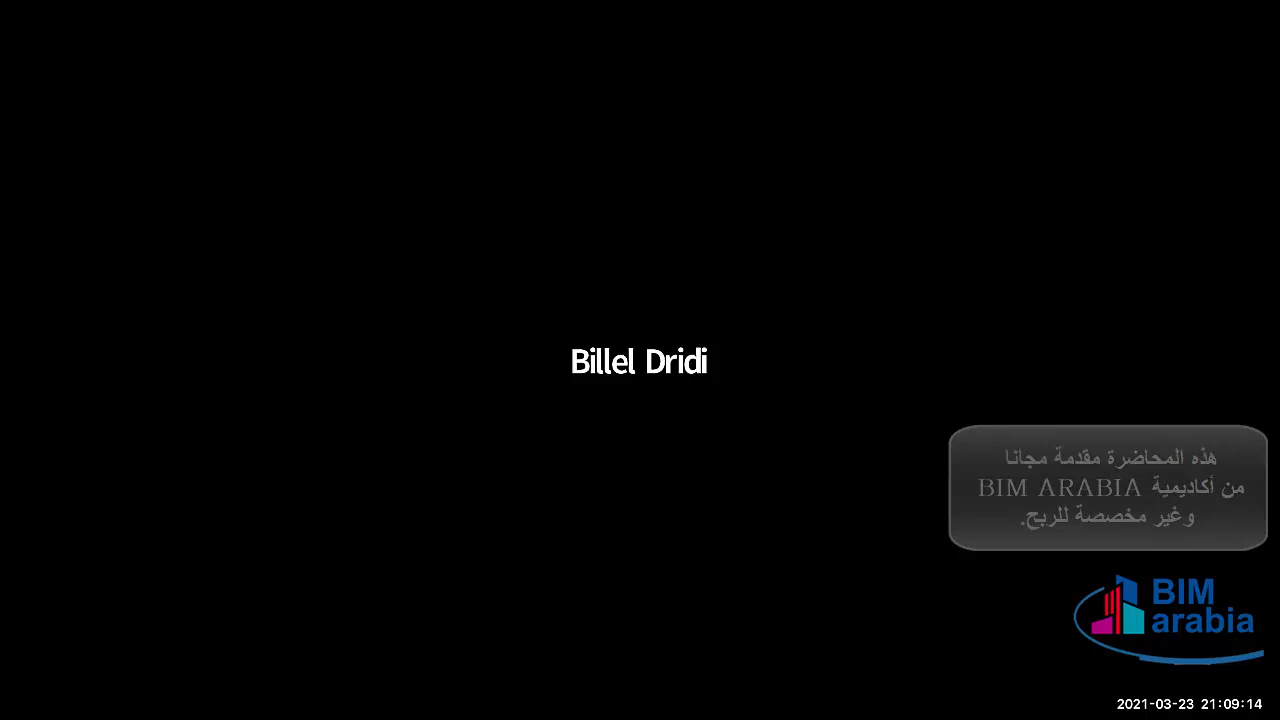 Billel Dridi
هذه المحاضرة مقدمة مجانا
من أكاديمية BIM ARABIA
وغير مخصصة للربح.
BIM
arabia
2021-03-23 21:09:14